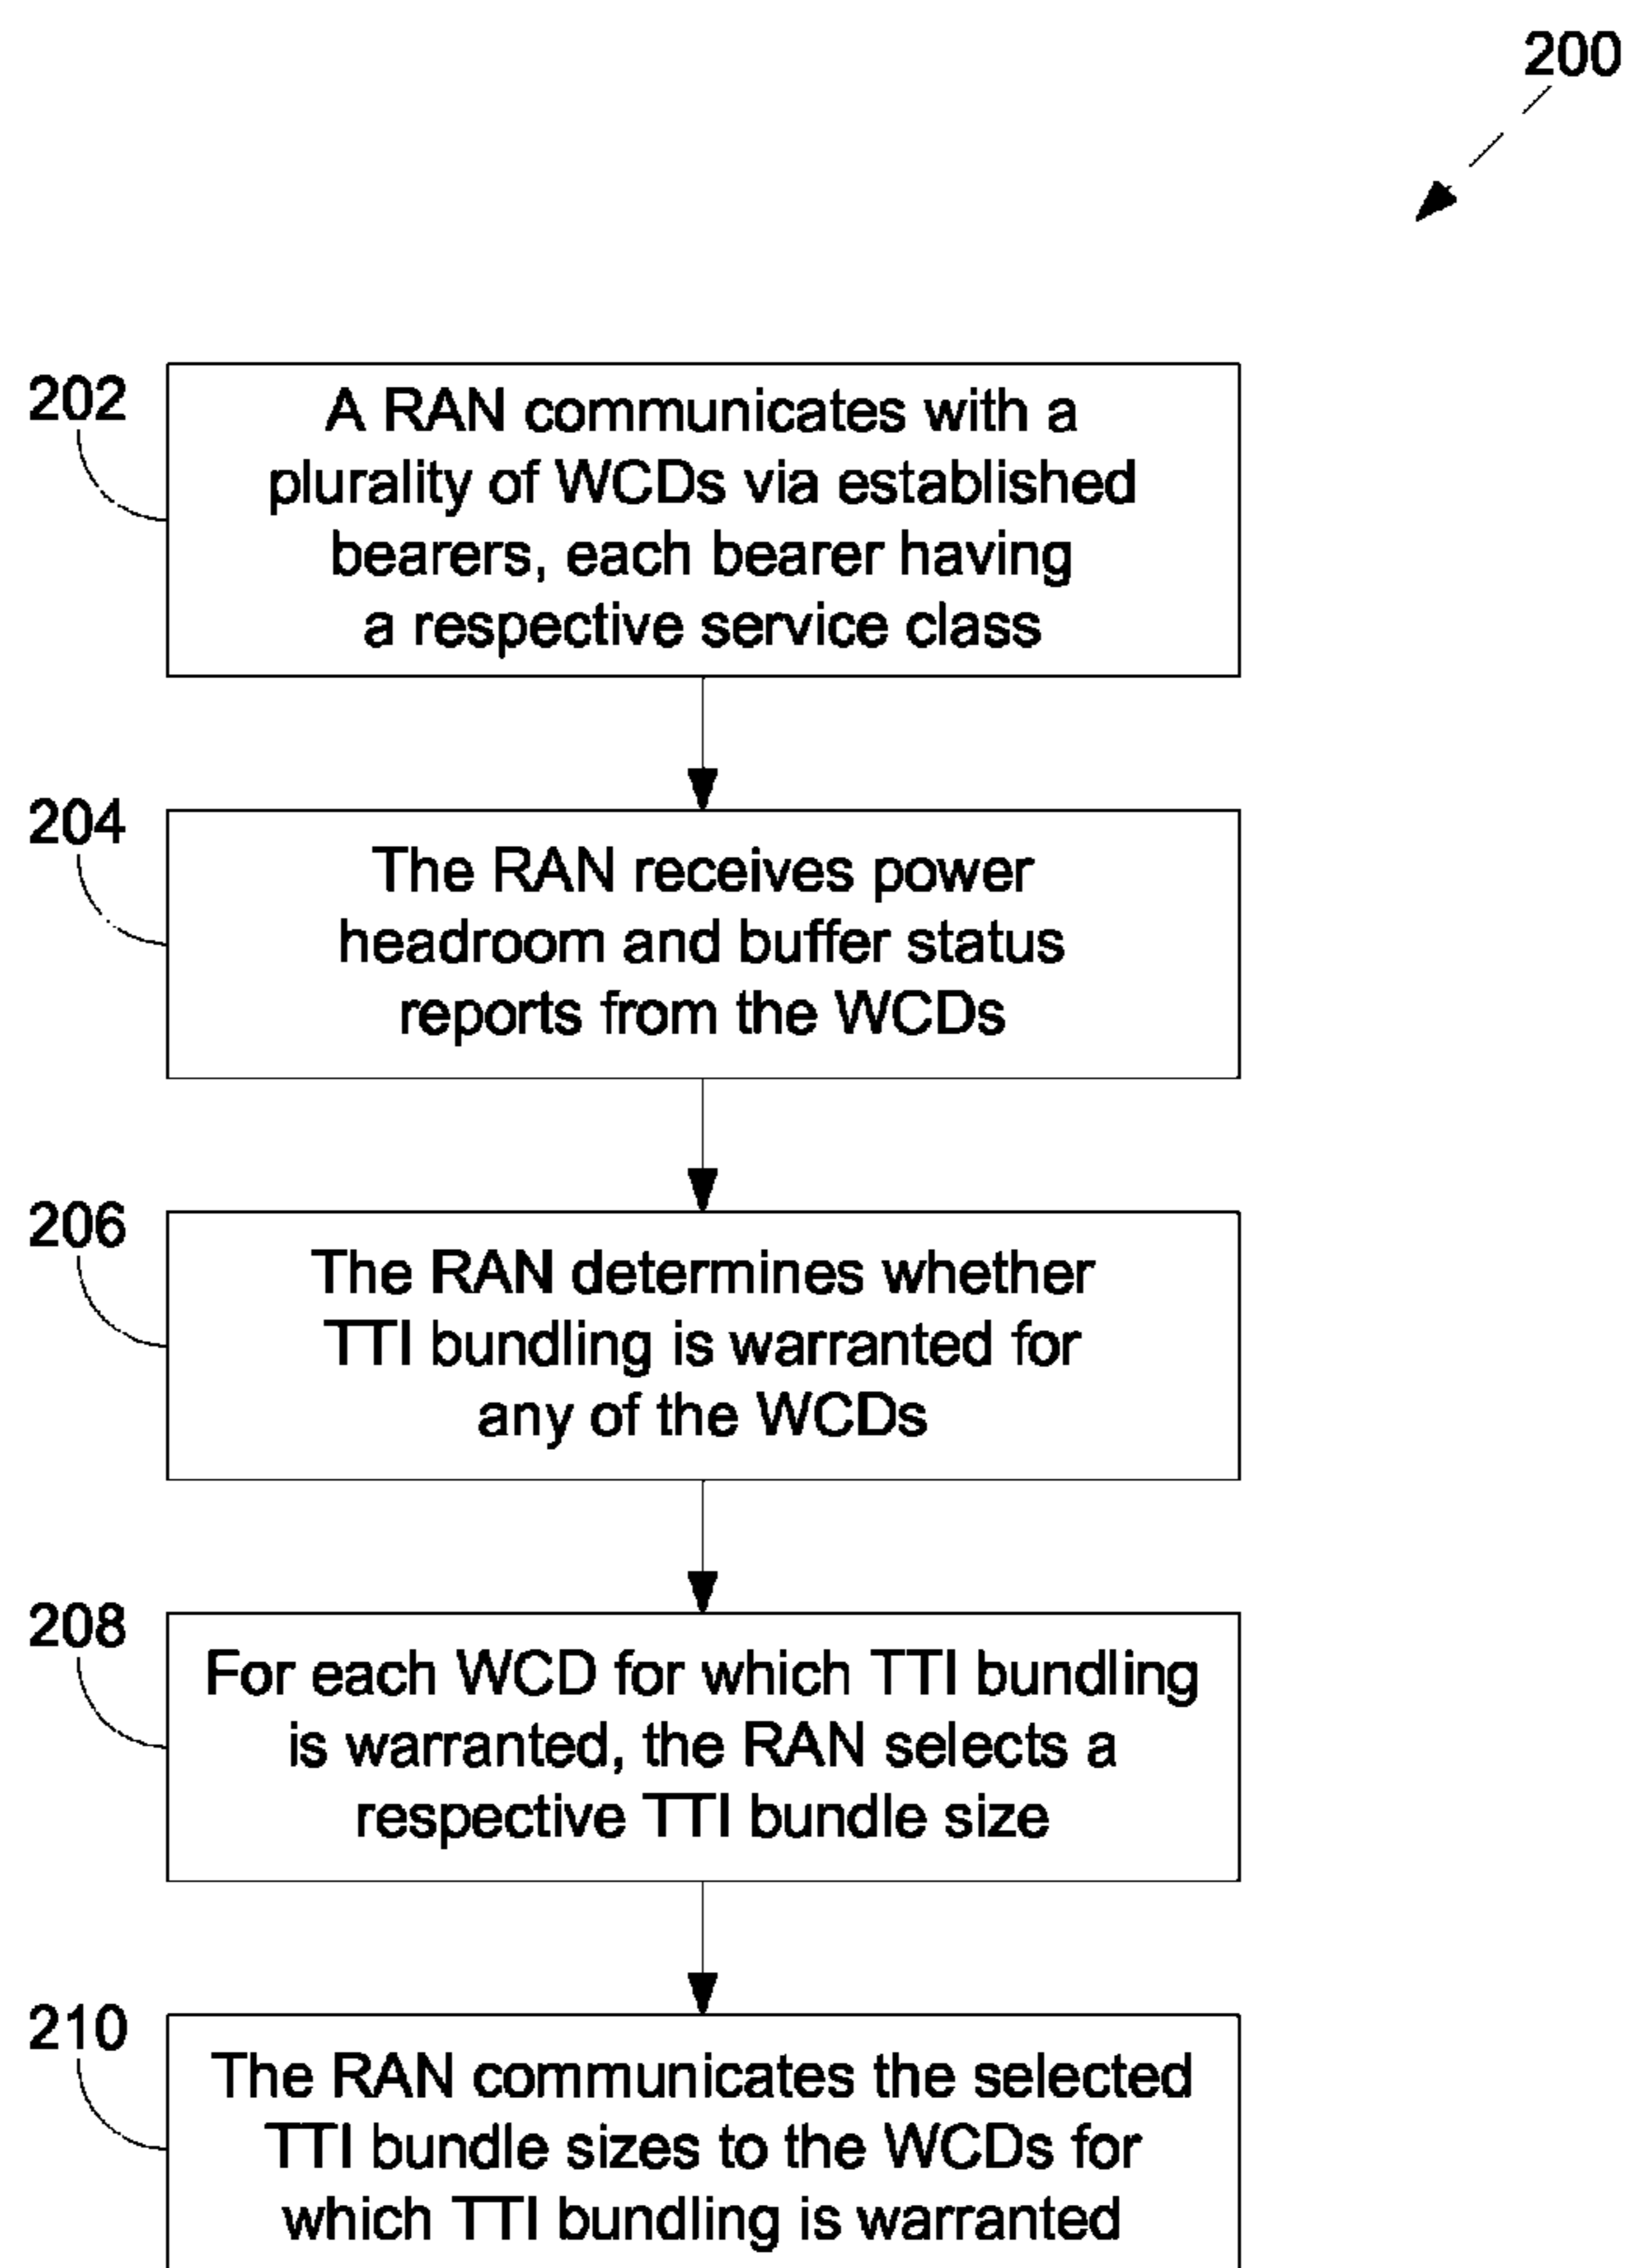 200
202
A RAN communicates with a
plurality of WCDs via established
bearers, each bearer having
a respective service class
204
The RAN receives power
headroom and buffer status
reports from the WCDs
206
The RAN determines whether
TTI bundling is warranted for
any of the WCDs
208
For each WCD for which TTI bundling
is warranted, the RAN selects a
respective TTI bundle size
210
The RAN communicates the selected
TTI bundle sizes to the WCDs for
which TTI bundling is warranted